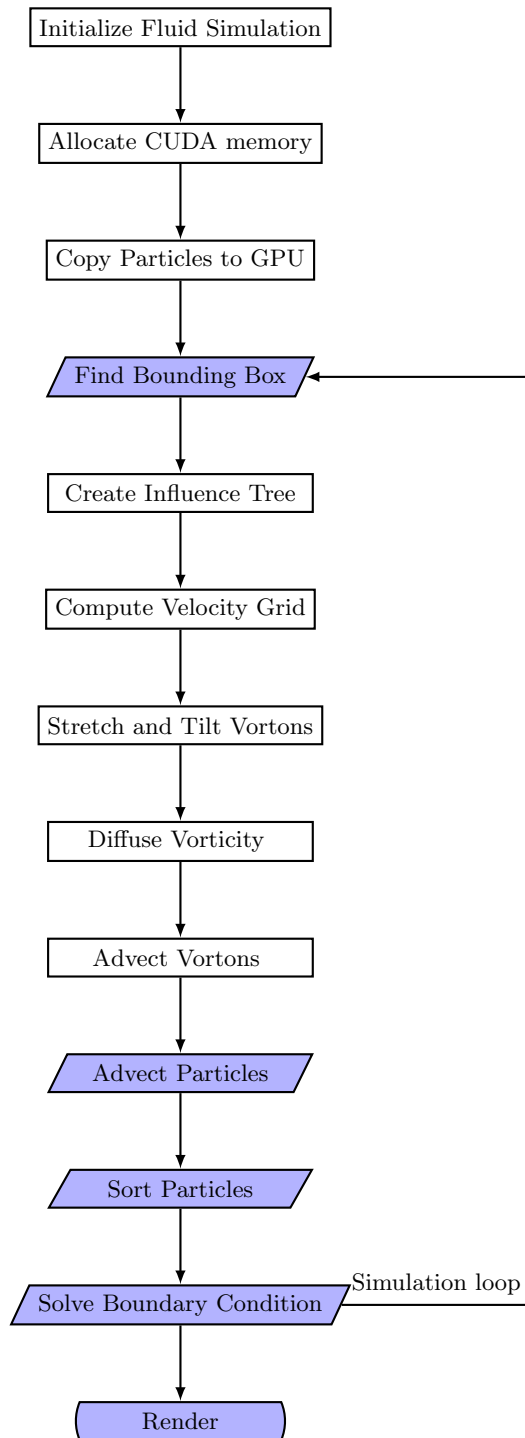 Initialize Fluid Simulation
Allocate CUDA memory
Copy Particles to GPU
Find Bounding Box
Create Influence Tree
Compute Velocity Grid
Stretch and Tilt Vortons
Diffuse Vorticity
Advect Vortons
Advect Particles
Sort Particles
Simulation loop
Solve Boundary Condition
Render